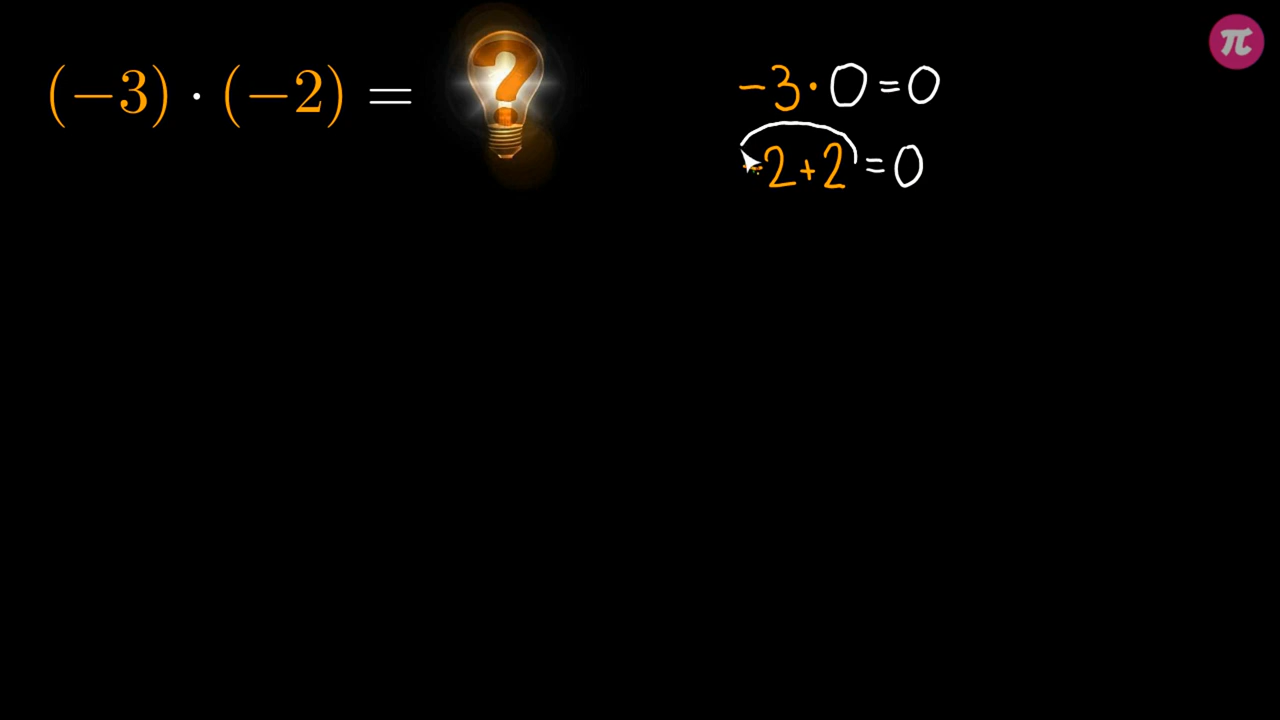 (−3) · (−2) = ?
-3·0=0
-2+2=0
π